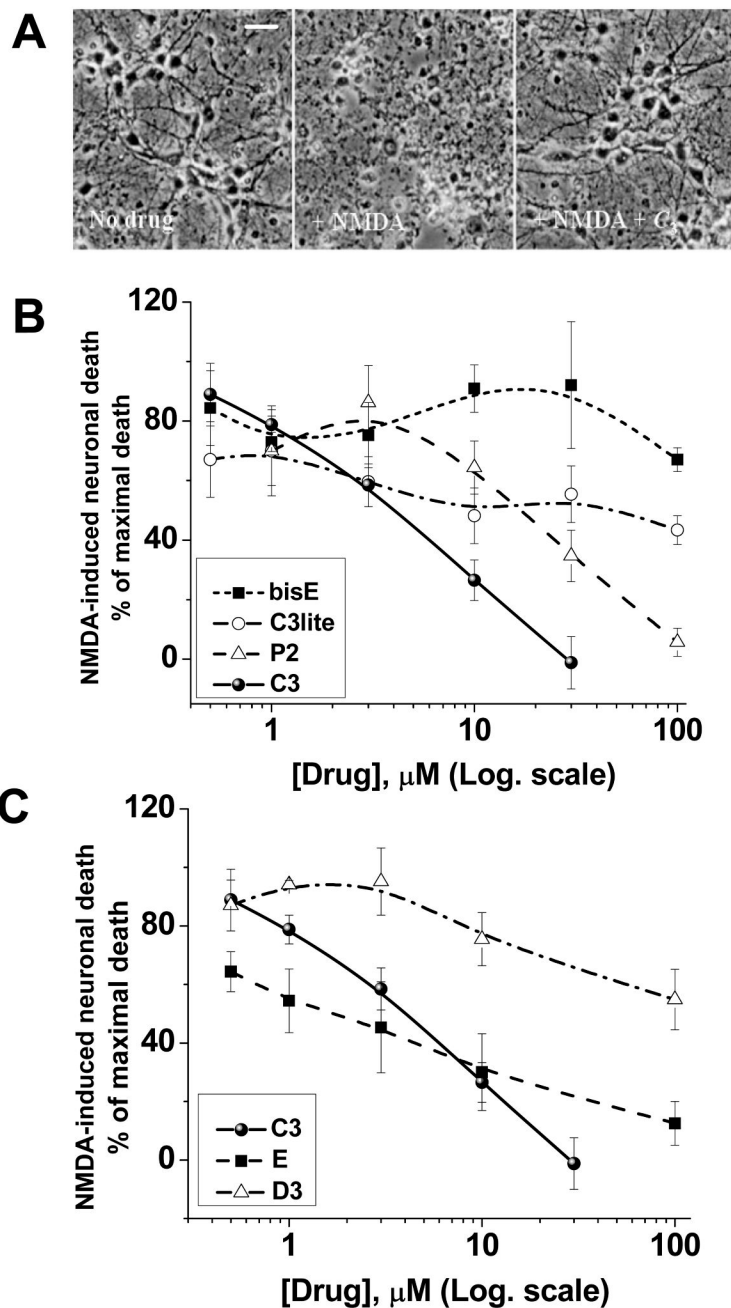 A
No drug
+ NMDA
+ NMDA + C3
B
120
80
40
0
NMDA-induced neuronal death
% of maximal death
bisE
C3lite
P2
C3
1
10
100
[Drug], μM (Log. scale)
C
120
80
40
0
NMDA-induced neuronal death
% of maximal death
C3
E
D3
1
10
100
[Drug], μM (Log. scale)